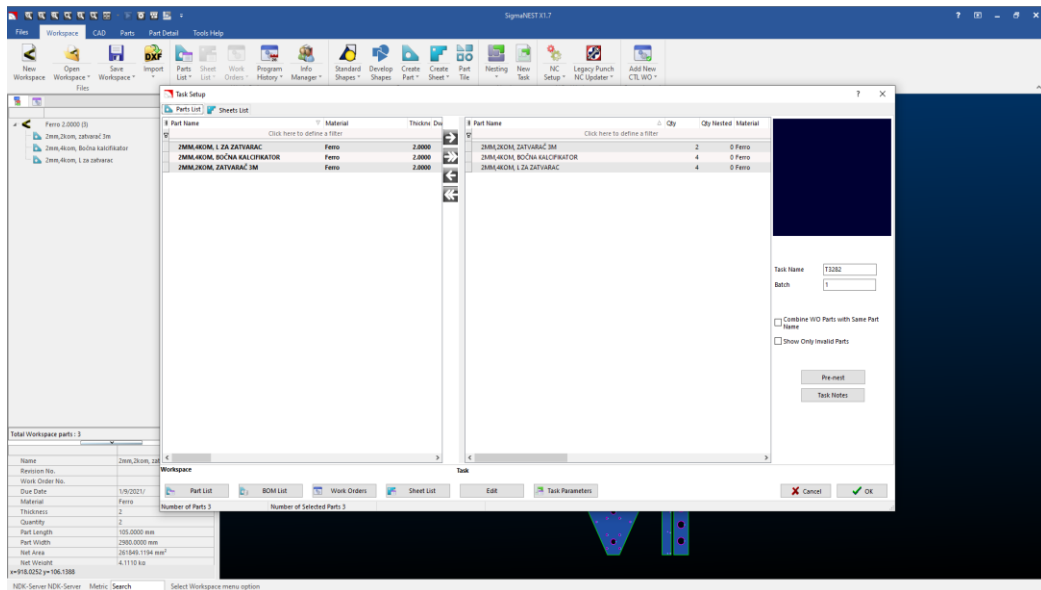 SigmaNEST X1.7
Files Workspace CAD Parts Part Detail Tools Help
New Workspace
Open Workspace
Save Workspace
Import
DXF
Parts List
Sheet List
Work Orders
Program History
Info Manager
Standard Shapes
Develop Shapes
Create Part
Create Sheet
Part Tile
Nesting
New Task
NC Setup
Legacy Punch NC Updater
Add New CTL WO
Files
Task Setup
Parts List Sheets List
Ferro 2.0000 (3)
2mm,2kom, zatvarač 3m
2mm,4kom, Bočna kalcifikator
2mm,4kom, L za zatvarac
Part Name Material Thickne
Click here to define a filter
2MM,4KOM, L ZA ZATVARAC Ferro 2.0000
2MM,4KOM, BOČNA KALCIFIKATOR Ferro 2.0000
2MM,2KOM, ZATVARAČ 3M Ferro 2.0000
Part Name Qty Qty Nested Material
Click here to define a filter
2MM,2KOM, ZATVARAČ 3M 2 0 Ferro
2MM,4KOM, BOČNA KALCIFIKATOR 4 0 Ferro
2MM,4KOM, L ZA ZATVARAC 4 0 Ferro
Task Name T3282
Batch 1
Combine WO Parts with Same Part Name
Show Only Invalid Parts
Pre-nest
Task Notes
Workspace Task
Part List BOM List Work Orders Sheet List Edit Task Parameters Cancel OK
Number of Parts 3 Number of Selected Parts 3
Total Workspace parts : 3
Name 2mm,2kom, zat
Revision No.
Work Order No.
Due Date 1/9/2021/
Material Ferro
Thickness 2
Quantity 2
Part Length 105.0000 mm
Part Width 2980.0000 mm
Net Area 261849.1194 mm²
Net Weight 4.1110 kg
x=918.0252 y=106.1388
NDK-Server NDK-Server Metric Search Select Workspace menu option